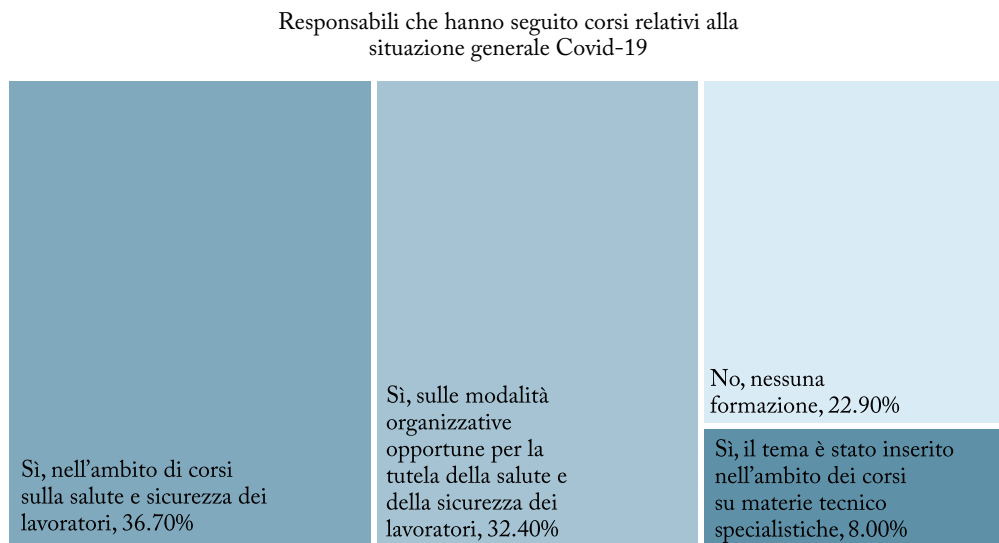 Responsabili che hanno seguito corsi relativi alla
situazione generale Covid-19
Sì, nell'ambito di corsi
sulla salute e sicurezza dei
lavoratori, 36.70%
Sì, sulle modalità
organizzative
opportune per la
tutela della salute e
della sicurezza dei
lavoratori, 32.40%
No, nessuna
formazione, 22.90%
Sì, il tema è stato inserito
nell'ambito dei corsi
su materie tecnico
specialistiche, 8.00%